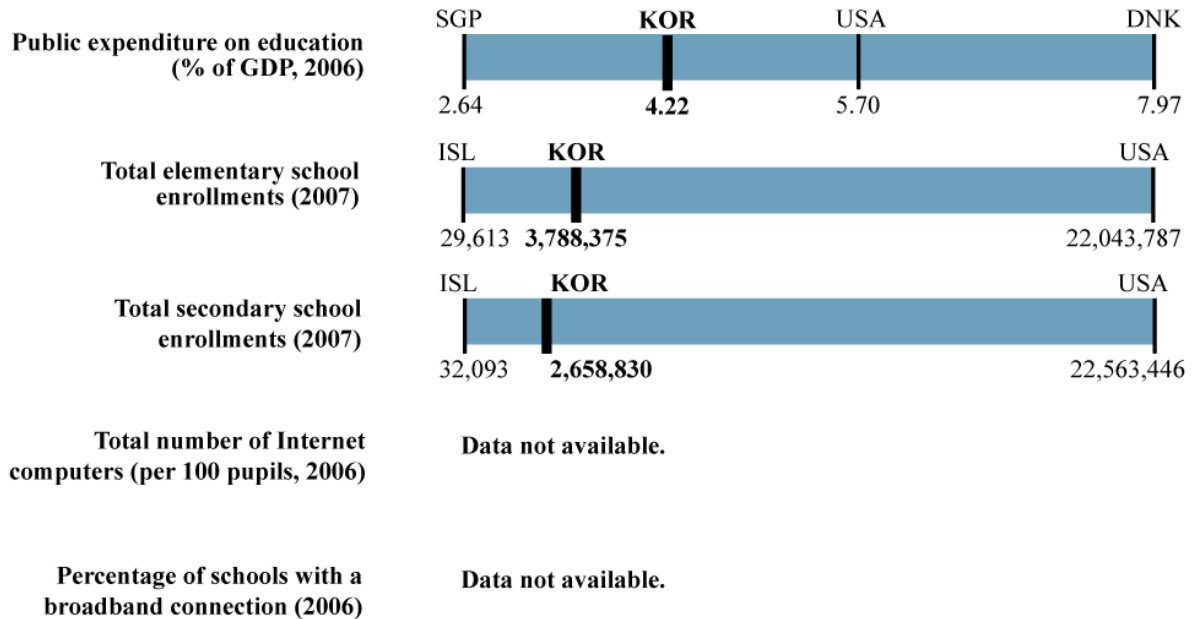 SGP KOR USA DNK
Public expenditure on education
(% of GDP, 2006)
2.64 4.22 5.70 7.97
ISL KOR USA
Total elementary school
enrollments (2007)
29,613 3,788,375 22,043,787
ISL KOR USA
Total secondary school
enrollments (2007)
32,093 2,658,830 22,563,446
Total number of Internet
computers (per 100 pupils, 2006)
Data not available.
Percentage of schools with a
broadband connection (2006)
Data not available.